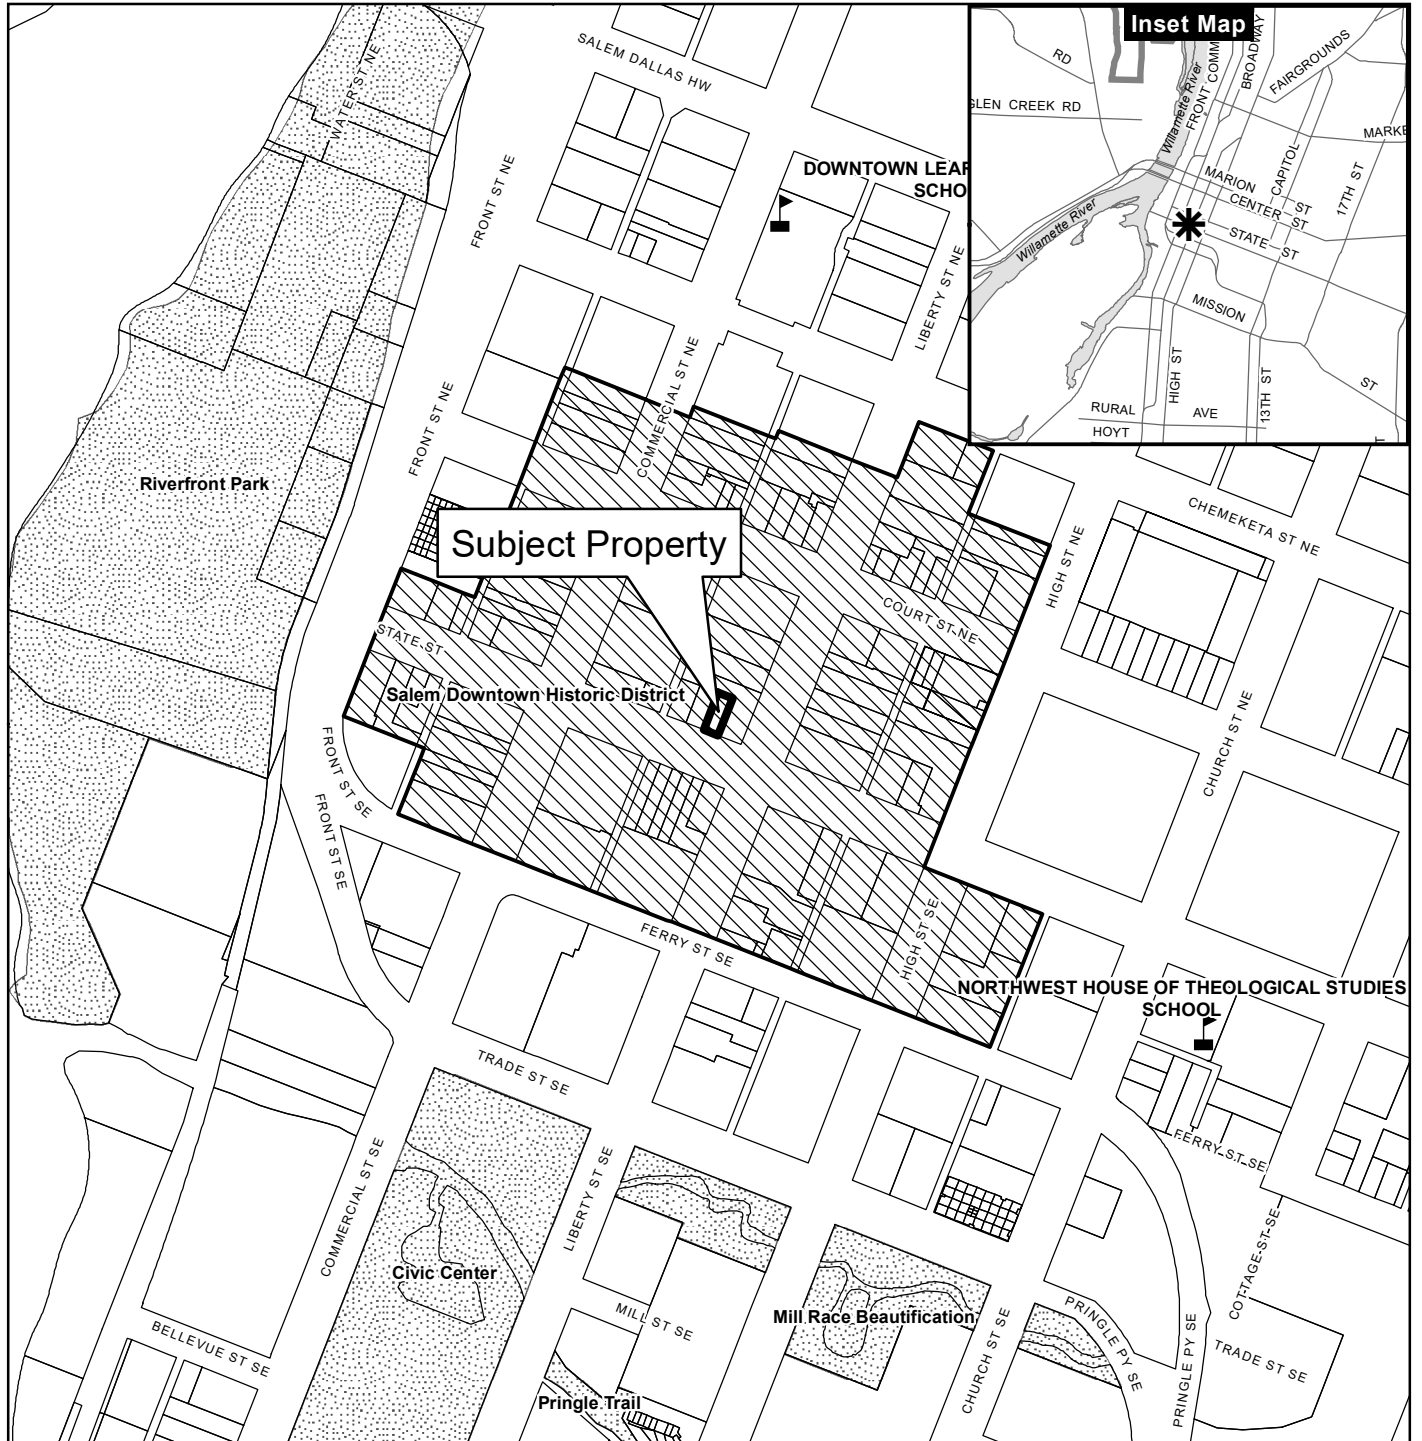 Inset Map
RD
FRONT
COMM
BROADWAY
FAIRGROUNDS
Willamette River
GLEN CREEK RD
MARKE
CAPITOL
17TH ST
MARION ST
CENTER ST
STATE ST
Willamette River
MISSION ST
HIGH ST
13TH ST
RURAL AVE
HOYT
SALEM DALLAS HW
WATER ST NE
FRONT ST NE
DOWNTOWN LEAR
SCHO
LIBERTY ST NE
COMMERCIAL ST NE
FRONT ST NE
Riverfront Park
CHEMEKETA ST NE
Subject Property
HIGH ST NE
COURT ST NE
STATE ST
Salem Downtown Historic District
CHURCH ST NE
FRONT ST SE
FRONT ST SE
FERRY ST SE
HIGH ST SE
NORTHWEST HOUSE OF THEOLOGICAL STUDIES
SCHOOL
TRADE ST SE
FERRY ST SE
COMMERCIAL ST SE
LIBERTY ST SE
COTTAGE ST SE
Civic Center
Mill Race Beautification
MILL ST SE
BELLEVUE ST SE
CHURCH ST SE
PRINGLE PY SE
PRINGLE PY SE
TRADE ST SE
Pringle Trail